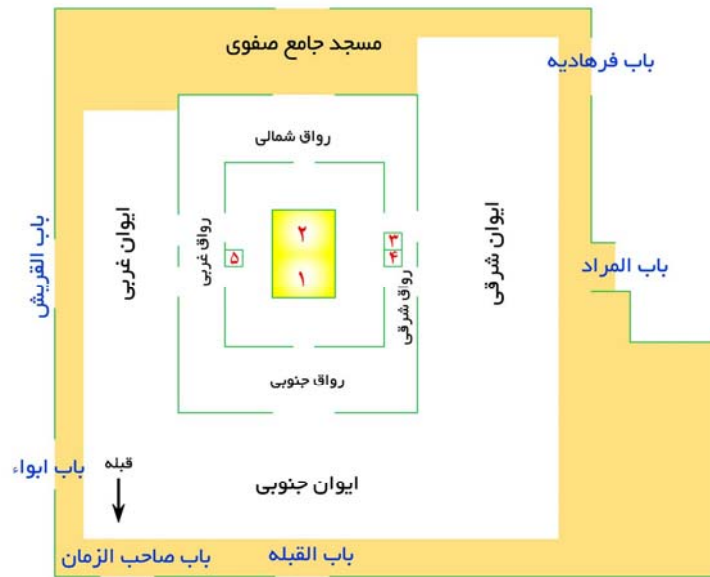 مسجد جامع صفوی
باب فرهادیه
رواق شمالی
ایوان شرقی
ایوان غربی
باب القریش
رواق غربی
۲
۳
۵
۴
۱
رواق شرقی
باب المراد
رواق جنوبی
باب ابواء
قبله
ایوان جنوبی
باب صاحب الزمان
باب القبله